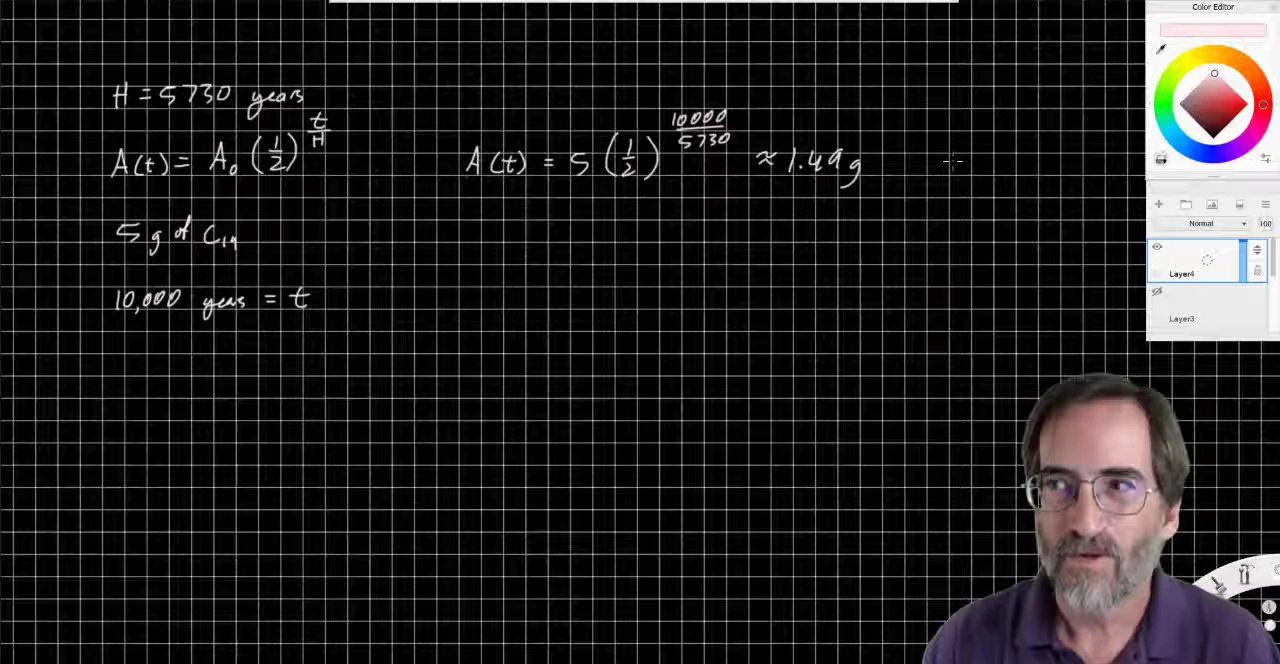 H = 5730 years
A(t) = A₀ (1/2)^(t/H)
A(t) = 5 (1/2)^(10000/5730) ≈ 1.49 g
5 g of C₁₄
10,000 years = t
Color Editor
Normal
100
Layer4
Layer3